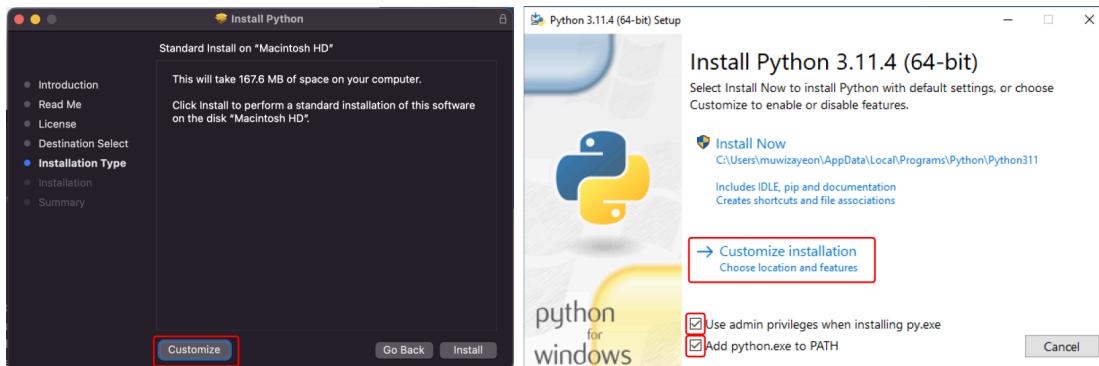 Install Python
Standard Install on “Macintosh HD”
Introduction
Read Me
License
Destination Select
Installation Type
Installation
Summary
This will take 167.6 MB of space on your computer.
Click Install to perform a standard installation of this software
on the disk “Macintosh HD”.
Customize
Go Back
Install
Python 3.11.4 (64-bit) Setup
Install Python 3.11.4 (64-bit)
Select Install Now to install Python with default settings, or choose
Customize to enable or disable features.
Install Now
C:\Users\muwizayeon\AppData\Local\Programs\Python\Python311
Includes IDLE, pip and documentation
Creates shortcuts and file associations
Customize installation
Choose location and features
python
for
windows
Use admin privileges when installing py.exe
Add python.exe to PATH
Cancel